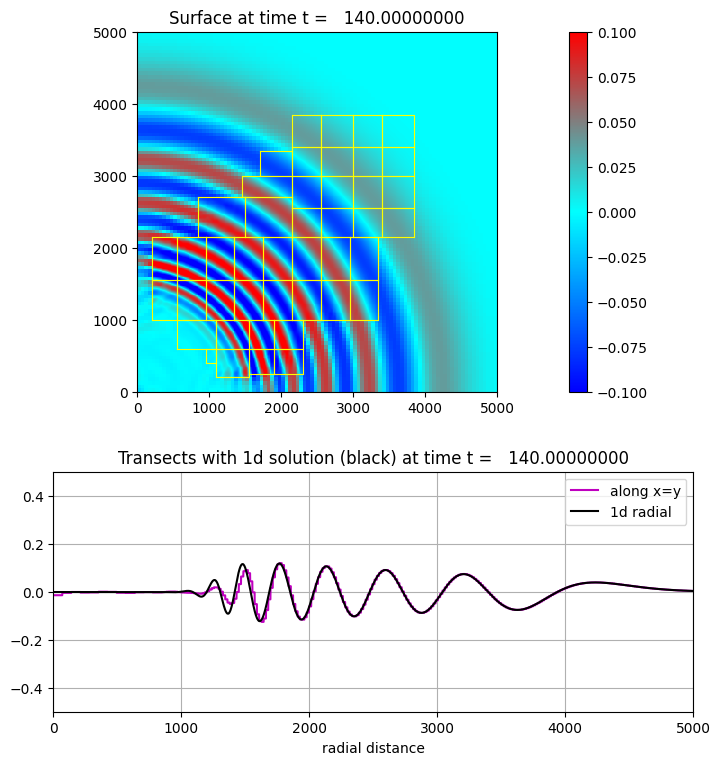 Surface at time t =   140.00000000
5000
4000
3000
2000
1000
0
0 1000 2000 3000 4000 5000
0.100
0.075
0.050
0.025
0.000
−0.025
−0.050
−0.075
−0.100
Transects with 1d solution (black) at time t =   140.00000000
along x=y
1d radial
0.4
0.2
0.0
−0.2
−0.4
0 1000 2000 3000 4000 5000
radial distance